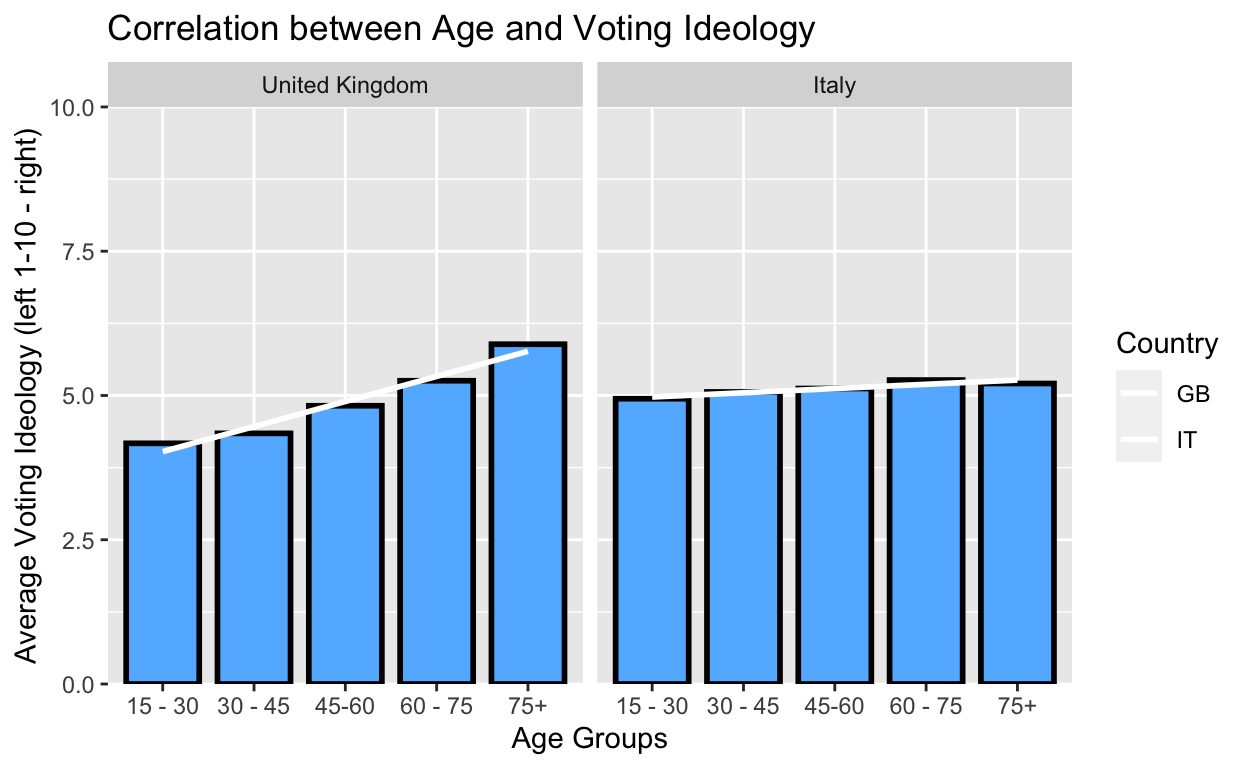 Correlation between Age and Voting Ideology
United Kingdom
Italy
Average Voting Ideology (left 1-10 - right)
10.0
7.5
5.0
2.5
0.0
15 - 30
30 - 45
45-60
60 - 75
75+
15 - 30
30 - 45
45-60
60 - 75
75+
Age Groups
Country
GB
IT